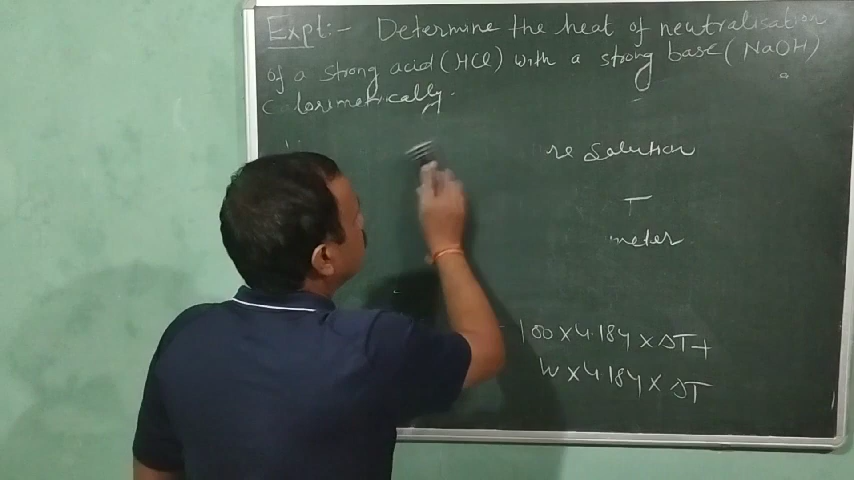 Expt:- Determine the heat of neutralisation
of a strong acid (HCl) with a strong base (NaOH)
lorimetrically.
re Solution
T
meter
100 x 4.184 x ΔT +
W x 4.184 x ΔT